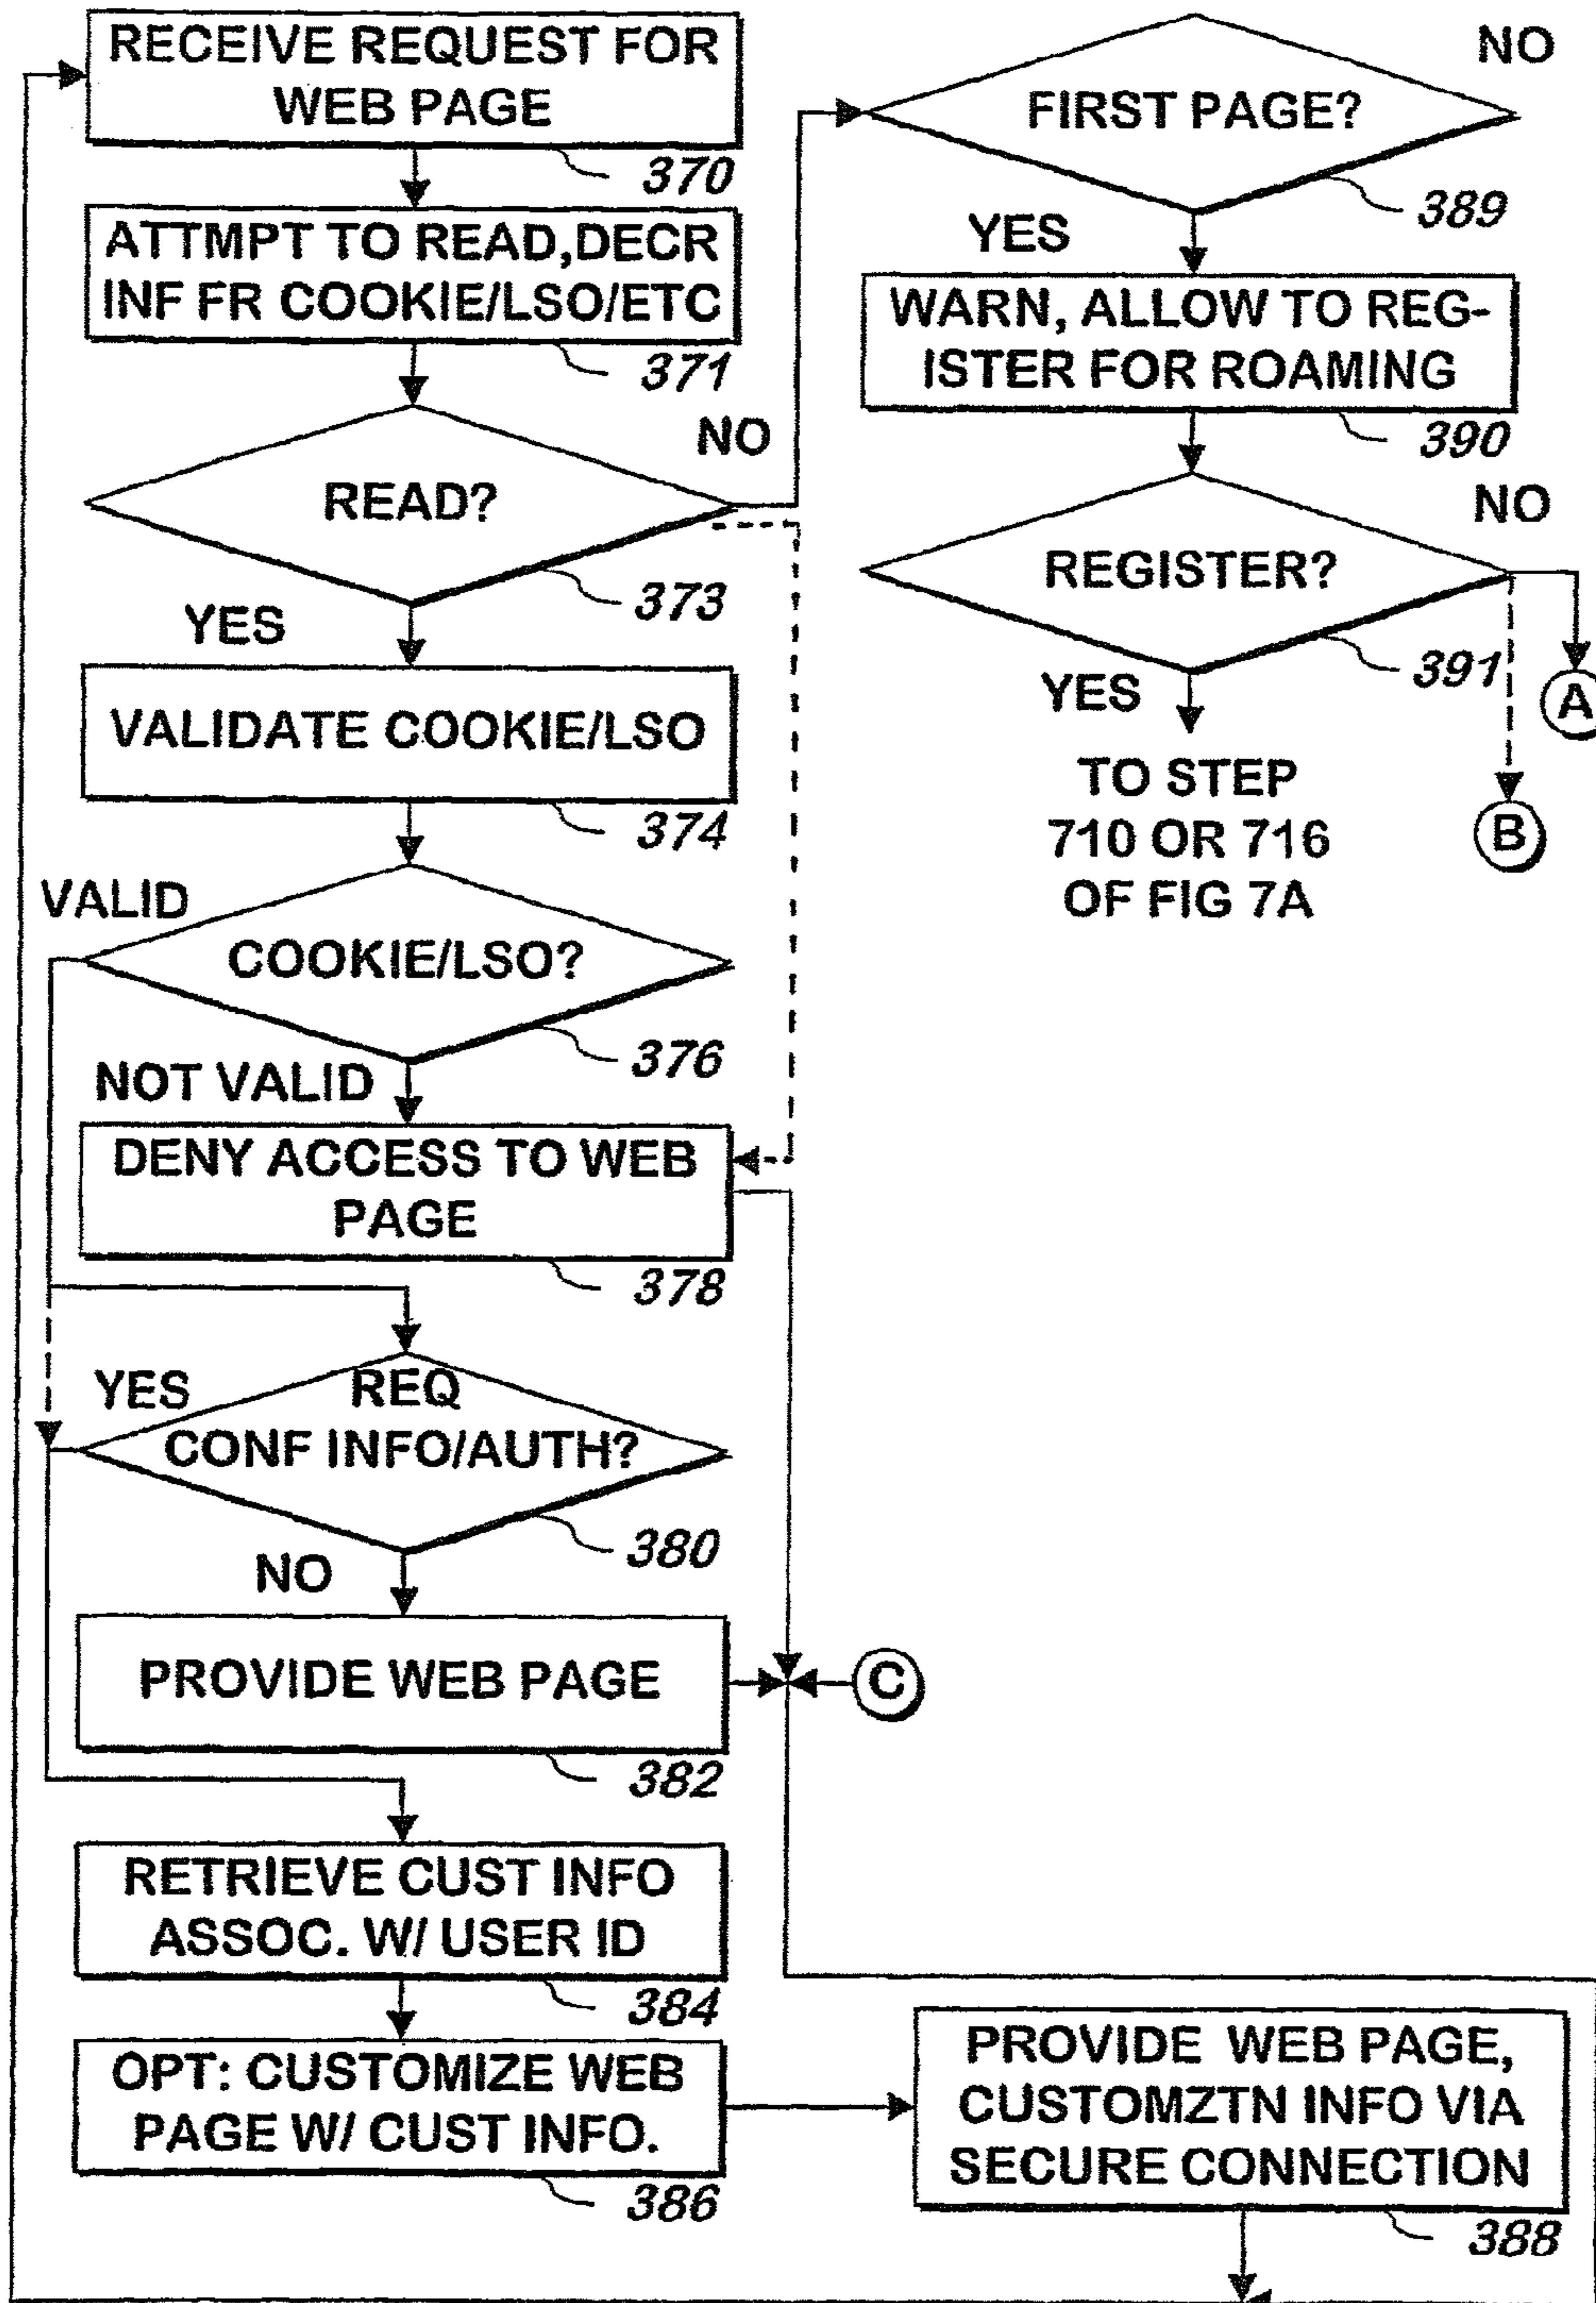 RECEIVE REQUEST FOR
WEB PAGE
370
ATTMPT TO READ,DECR
INF FR COOKIE/LSO/ETC
371
NO
READ?
373
YES
VALIDATE COOKIE/LSO
374
VALID
COOKIE/LSO?
376
NOT VALID
DENY ACCESS TO WEB
PAGE
378
YES
REQ
CONF INFO/AUTH?
380
NO
PROVIDE WEB PAGE
382
C
RETRIEVE CUST INFO
ASSOC. W/ USER ID
384
OPT: CUSTOMIZE WEB
PAGE W/ CUST INFO.
386
PROVIDE WEB PAGE,
CUSTOMZTN INFO VIA
SECURE CONNECTION
388
NO
FIRST PAGE?
389
YES
WARN, ALLOW TO REG-
ISTER FOR ROAMING
390
NO
REGISTER?
391
YES
A
TO STEP
710 OR 716
OF FIG 7A
B